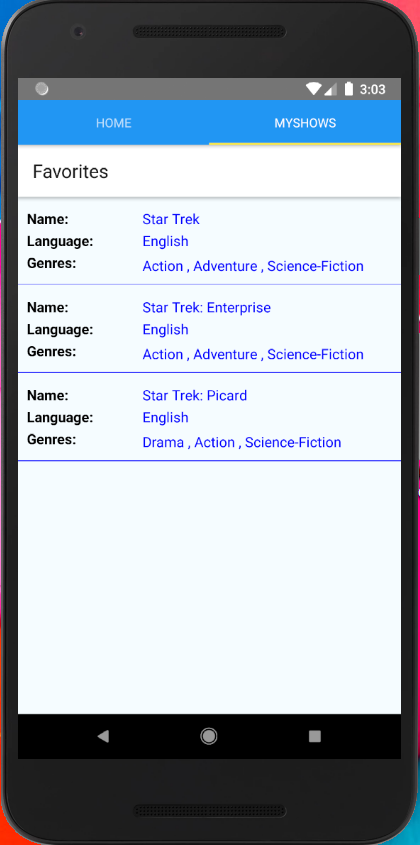 3:03
HOME MYSHOWS
Favorites
Name: Star Trek
Language: English
Genres: Action , Adventure , Science-Fiction
Name: Star Trek: Enterprise
Language: English
Genres: Action , Adventure , Science-Fiction
Name: Star Trek: Picard
Language: English
Genres: Drama , Action , Science-Fiction